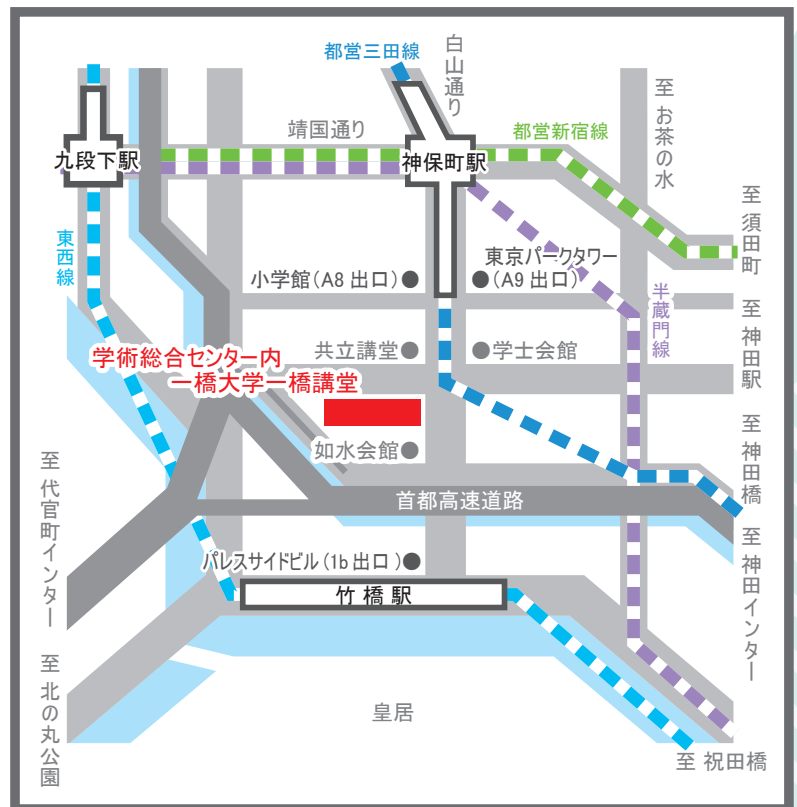 都営三田線
白山通り
靖国通り
都営新宿線
至 お茶の水
九段下駅
神保町駅
至 須田町
東西線
小学館(A8 出口)
東京パークタワー
(A9 出口)
半蔵門線
至 神田駅
共立講堂
学士会館
学術総合センター内
一橋大学一橋講堂
如水会館
至 神田橋
至 代官町インター
首都高速道路
至 神田インター
パレスサイドビル(1b 出口)
竹橋駅
至 北の丸公園
皇居
至 祝田橋